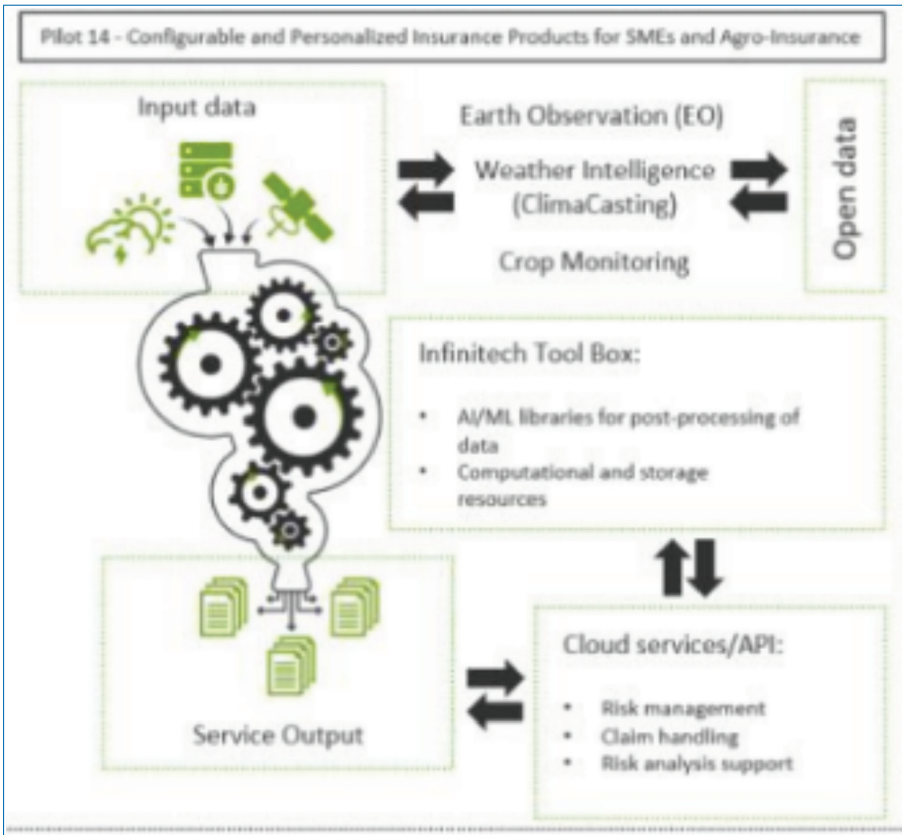 Pilot 14 - Configurable and Personalized Insurance Products for SMEs and Agro-Insurance
Input data
Earth Observation (EO)
Weather Intelligence
(ClimaCasting)
Crop Monitoring
Open data
Infinitech Tool Box:
• AI/ML libraries for post-processing of
data
• Computational and storage
resources
Service Output
Cloud services/API:
• Risk management
• Claim handling
• Risk analysis support